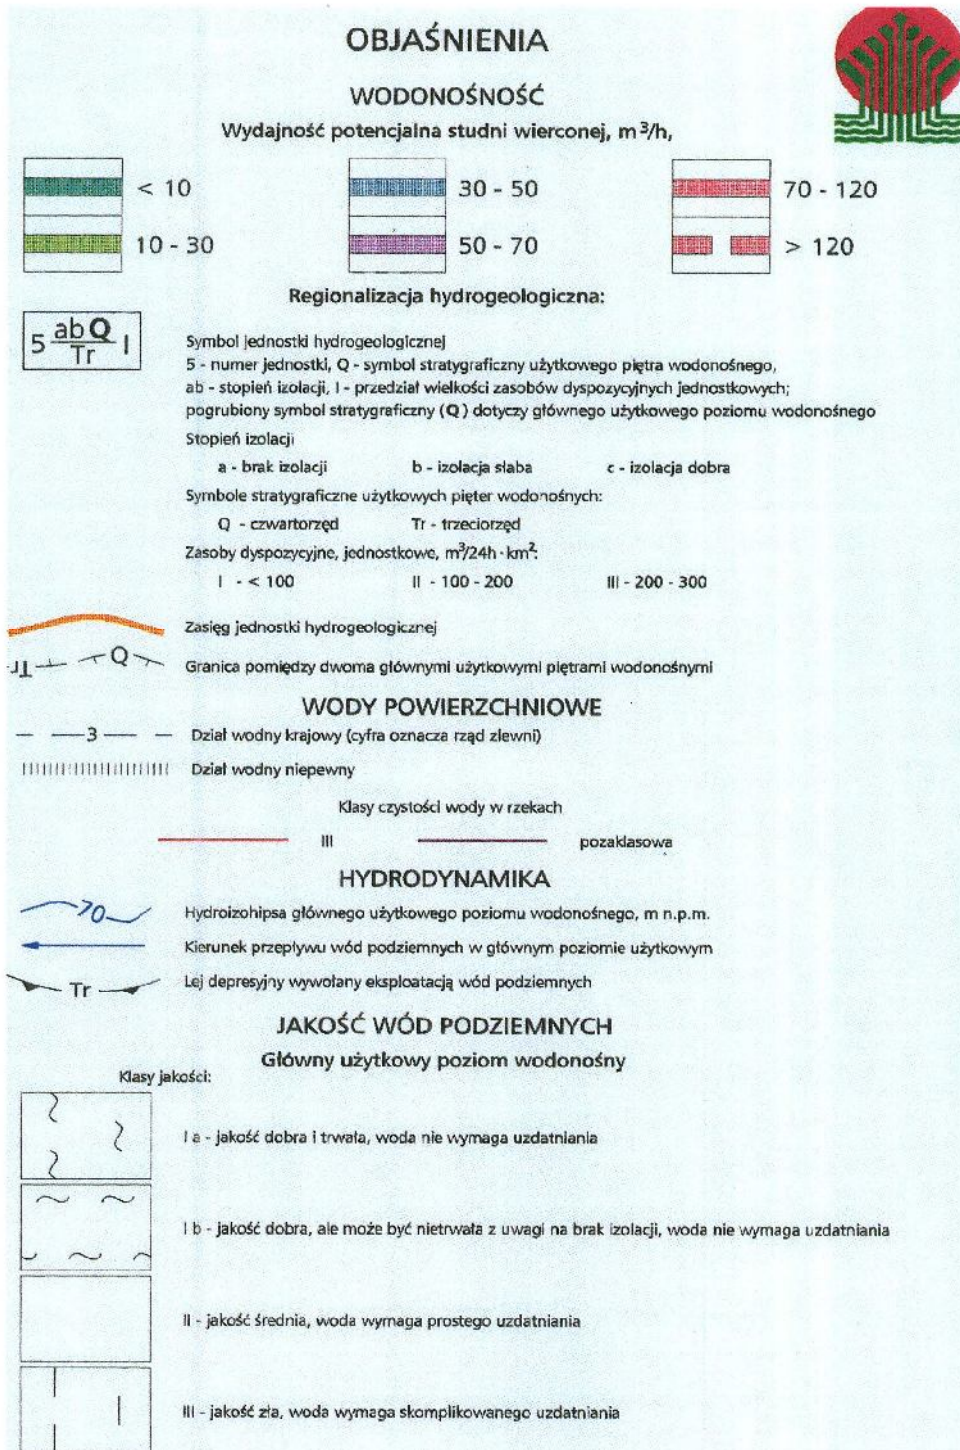 OBJAŚNIENIA
WODONOŚNOŚĆ
Wydajność potencjalna studni wierconej, m³/h,
< 10
30 - 50
70 - 120
10 - 30
50 - 70
> 120
Regionalizacja hydrogeologiczna:
5 ab Q I
Tr
Symbol jednostki hydrogeologicznej
5 - numer jednostki, Q - symbol stratygraficzny użytkowego piętra wodonośnego,
ab - stopień izolacji, I - przedział wielkości zasobów dyspozycyjnych jednostkowych;
pogrubiony symbol stratygraficzny (Q) dotyczy głównego użytkowego poziomu wodonośnego
Stopień izolacji
a - brak izolacji b - izolacja słaba c - izolacja dobra
Symbole stratygraficzne użytkowych pięter wodonośnych:
Q - czwartorzęd Tr - trzeciorzęd
Zasoby dyspozycyjne, jednostkowe, m³/24h·km²:
I - < 100 II - 100 - 200 III - 200 - 300
Zasięg jednostki hydrogeologicznej
Tr Q Granica pomiędzy dwoma głównymi użytkowymi piętrami wodonośnymi
WODY POWIERZCHNIOWE
3 Dział wodny krajowy (cyfra oznacza rząd zlewni)
Dział wodny niepewny
Klasy czystości wody w rzekach
III pozaklasowa
HYDRODYNAMIKA
70 Hydroizohipsa głównego użytkowego poziomu wodonośnego, m n.p.m.
Kierunek przepływu wód podziemnych w głównym poziomie użytkowym
Tr Lej depresyjny wywołany eksploatacją wód podziemnych
JAKOŚĆ WÓD PODZIEMNYCH
Główny użytkowy poziom wodonośny
Klasy jakości:
I a - jakość dobra i trwała, woda nie wymaga uzdatniania
I b - jakość dobra, ale może być nietrwała z uwagi na brak izolacji, woda nie wymaga uzdatniania
II - jakość średnia, woda wymaga prostego uzdatniania
III - jakość zła, woda wymaga skomplikowanego uzdatniania